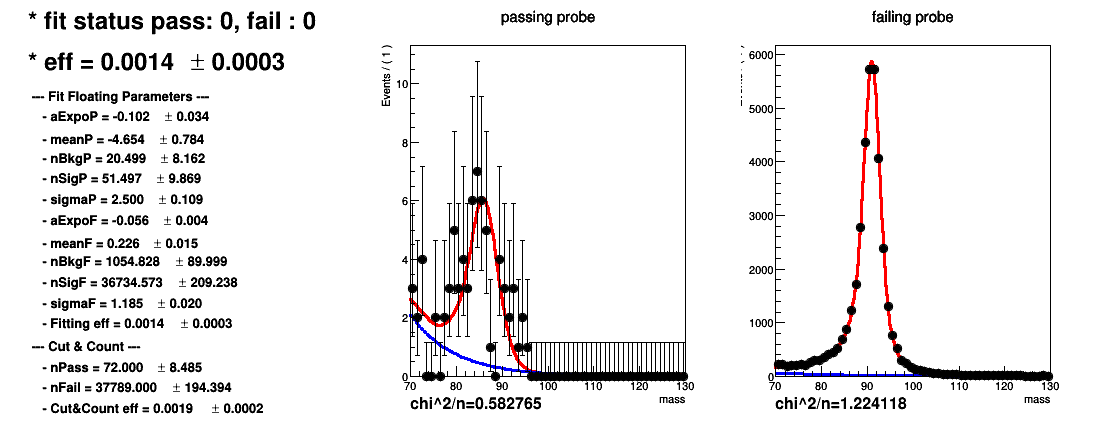 * fit status pass: 0, fail : 0
* eff = 0.0014 ± 0.0003
--- Fit Floating Parameters ---
- aExpoP = -0.102 ± 0.034
- meanP = -4.654 ± 0.784
- nBkgP = 20.499 ± 8.162
- nSigP = 51.497 ± 9.869
- sigmaP = 2.500 ± 0.109
- aExpoF = -0.056 ± 0.004
- meanF = 0.226 ± 0.015
- nBkgF = 1054.828 ± 89.999
- nSigF = 36734.573 ± 209.238
- sigmaF = 1.185 ± 0.020
- Fitting eff = 0.0014 ± 0.0003
--- Cut & Count ---
- nPass = 72.000 ± 8.485
- nFail = 37789.000 ± 194.394
- Cut&Count eff = 0.0019 ± 0.0002
passing probe
Events / ( 1 )
10
8
6
4
2
0
70 80 90 100 110 120 130
mass
chi^2/n=0.582765
failing probe
6000
5000
4000
3000
2000
1000
0
70 80 90 100 110 120 130
mass
chi^2/n=1.224118